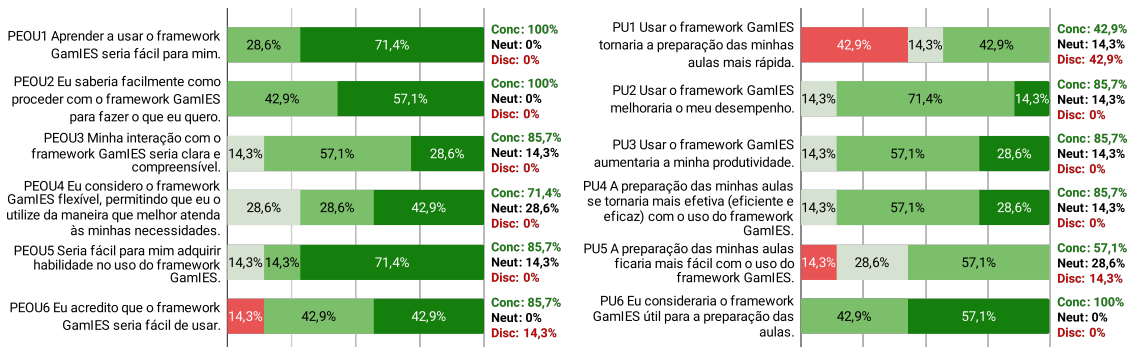 PEOU1 Aprender a usar o framework
GamIES seria fácil para mim.
28,6%
71,4%
Conc: 100%
Neut: 0%
Disc: 0%
PEOU2 Eu saberia facilmente como
proceder com o framework GamIES
para fazer o que eu quero.
42,9%
57,1%
Conc: 100%
Neut: 0%
Disc: 0%
PEOU3 Minha interação com o
framework GamIES seria clara e
compreensível.
14,3%
57,1%
28,6%
Conc: 85,7%
Neut: 14,3%
Disc: 0%
PEOU4 Eu considero o framework
GamIES flexível, permitindo que eu o
utilize da maneira que melhor atenda
às minhas necessidades.
28,6%
28,6%
42,9%
Conc: 71,4%
Neut: 28,6%
Disc: 0%
PEOU5 Seria fácil para mim adquirir
habilidade no uso do framework
GamIES.
14,3%
14,3%
71,4%
Conc: 85,7%
Neut: 14,3%
Disc: 0%
PEOU6 Eu acredito que o framework
GamIES seria fácil de usar.
14,3%
42,9%
42,9%
Conc: 85,7%
Neut: 0%
Disc: 14,3%
PU1 Usar o framework GamIES
tornaria a preparação das minhas
aulas mais rápida.
42,9%
14,3%
42,9%
Conc: 42,9%
Neut: 14,3%
Disc: 42,9%
PU2 Usar o framework GamIES
melhoraria o meu desempenho.
14,3%
71,4%
14,3%
Conc: 85,7%
Neut: 14,3%
Disc: 0%
PU3 Usar o framework GamIES
aumentaria a minha produtividade.
14,3%
57,1%
28,6%
Conc: 85,7%
Neut: 14,3%
Disc: 0%
PU4 A preparação das minhas aulas
se tornaria mais efetiva (eficiente e
eficaz) com o uso do framework
GamIES.
14,3%
57,1%
28,6%
Conc: 85,7%
Neut: 14,3%
Disc: 0%
PU5 A preparação das minhas aulas
ficaria mais fácil com o uso do
framework GamIES.
14,3%
28,6%
57,1%
Conc: 57,1%
Neut: 28,6%
Disc: 14,3%
PU6 Eu consideraria o framework
GamIES útil para a preparação das
aulas.
42,9%
57,1%
Conc: 100%
Neut: 0%
Disc: 0%